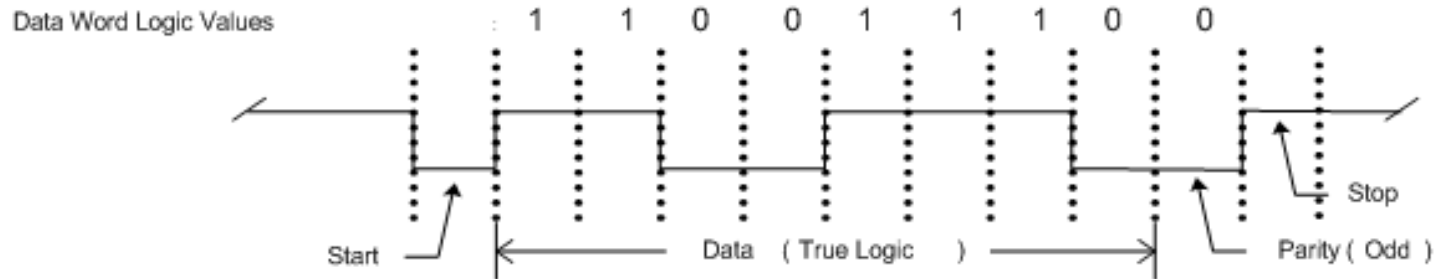 Data Word Logic Values : 1 1 0 0 1 1 1 0 0
Stop
Start Data ( True Logic ) Parity ( Odd )